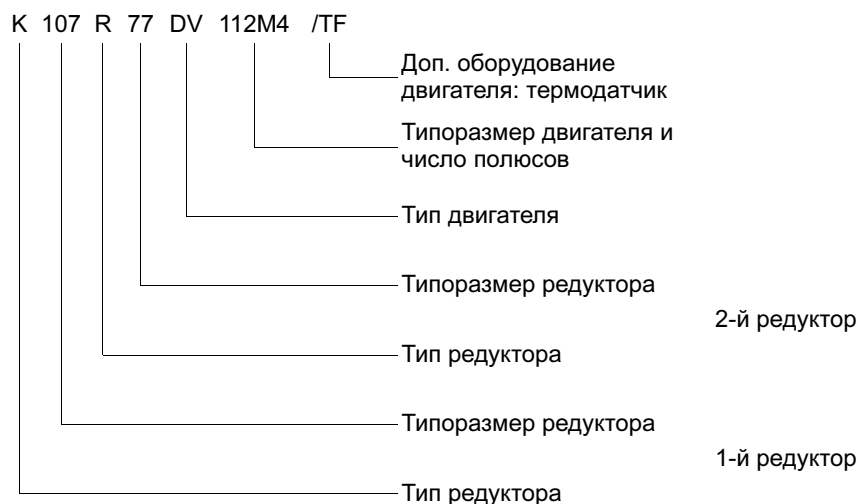 K 107 R 77 DV 112M4 /TF
Доп. оборудование
двигателя: термодатчик
Типоразмер двигателя и
число полюсов
Тип двигателя
Типоразмер редуктора
2-й редуктор
Тип редуктора
Типоразмер редуктора
1-й редуктор
Тип редуктора